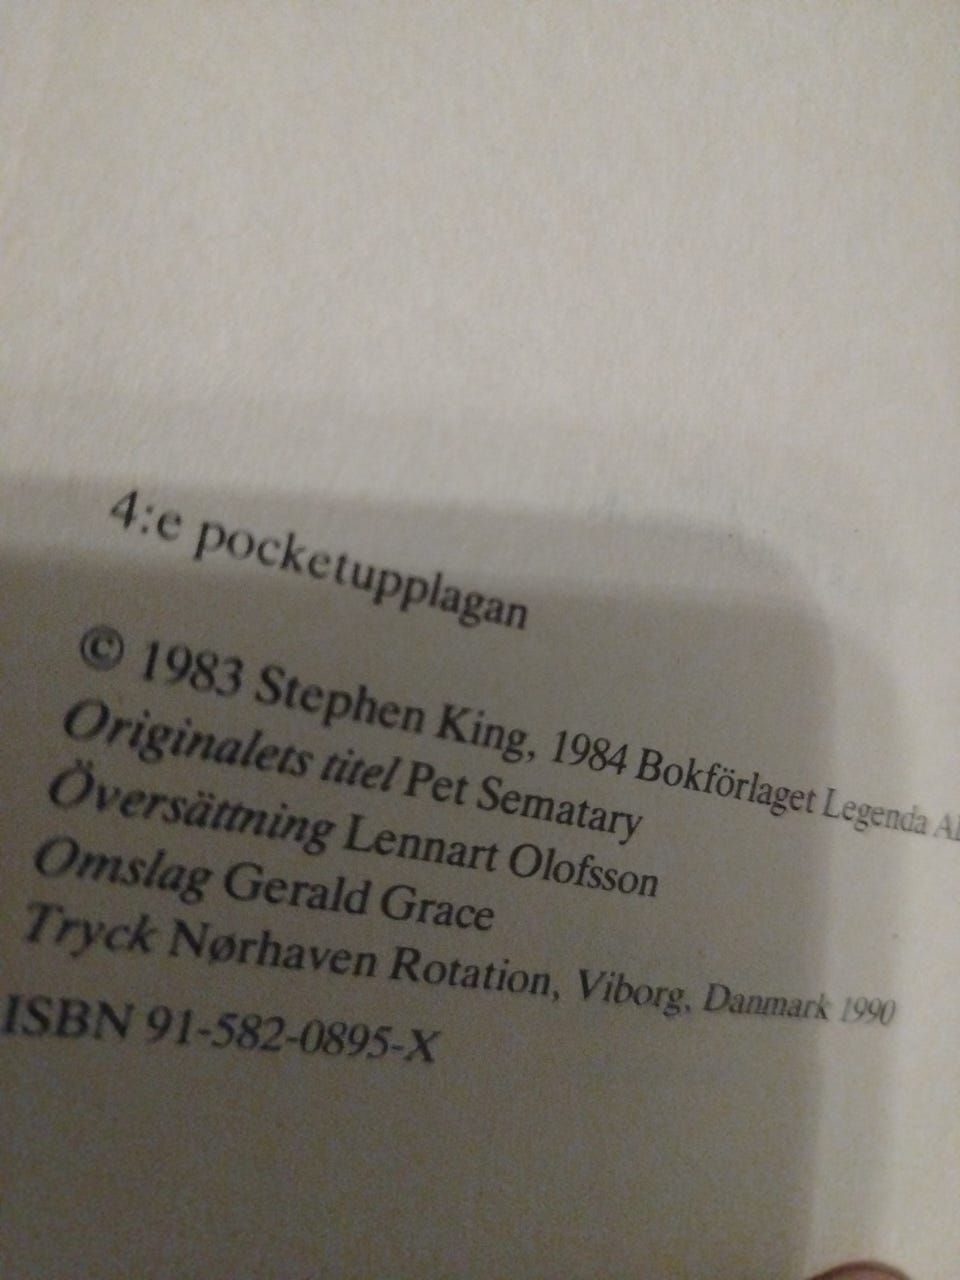 4:e pocketupplagan
© 1983 Stephen King, 1984 Bokförlaget Legenda
Originalets titel Pet Sematary
Översättning Lennart Olofsson
Omslag Gerald Grace
Tryck Nørhaven Rotation, Viborg, Danmark 1990
ISBN 91-582-0895-X